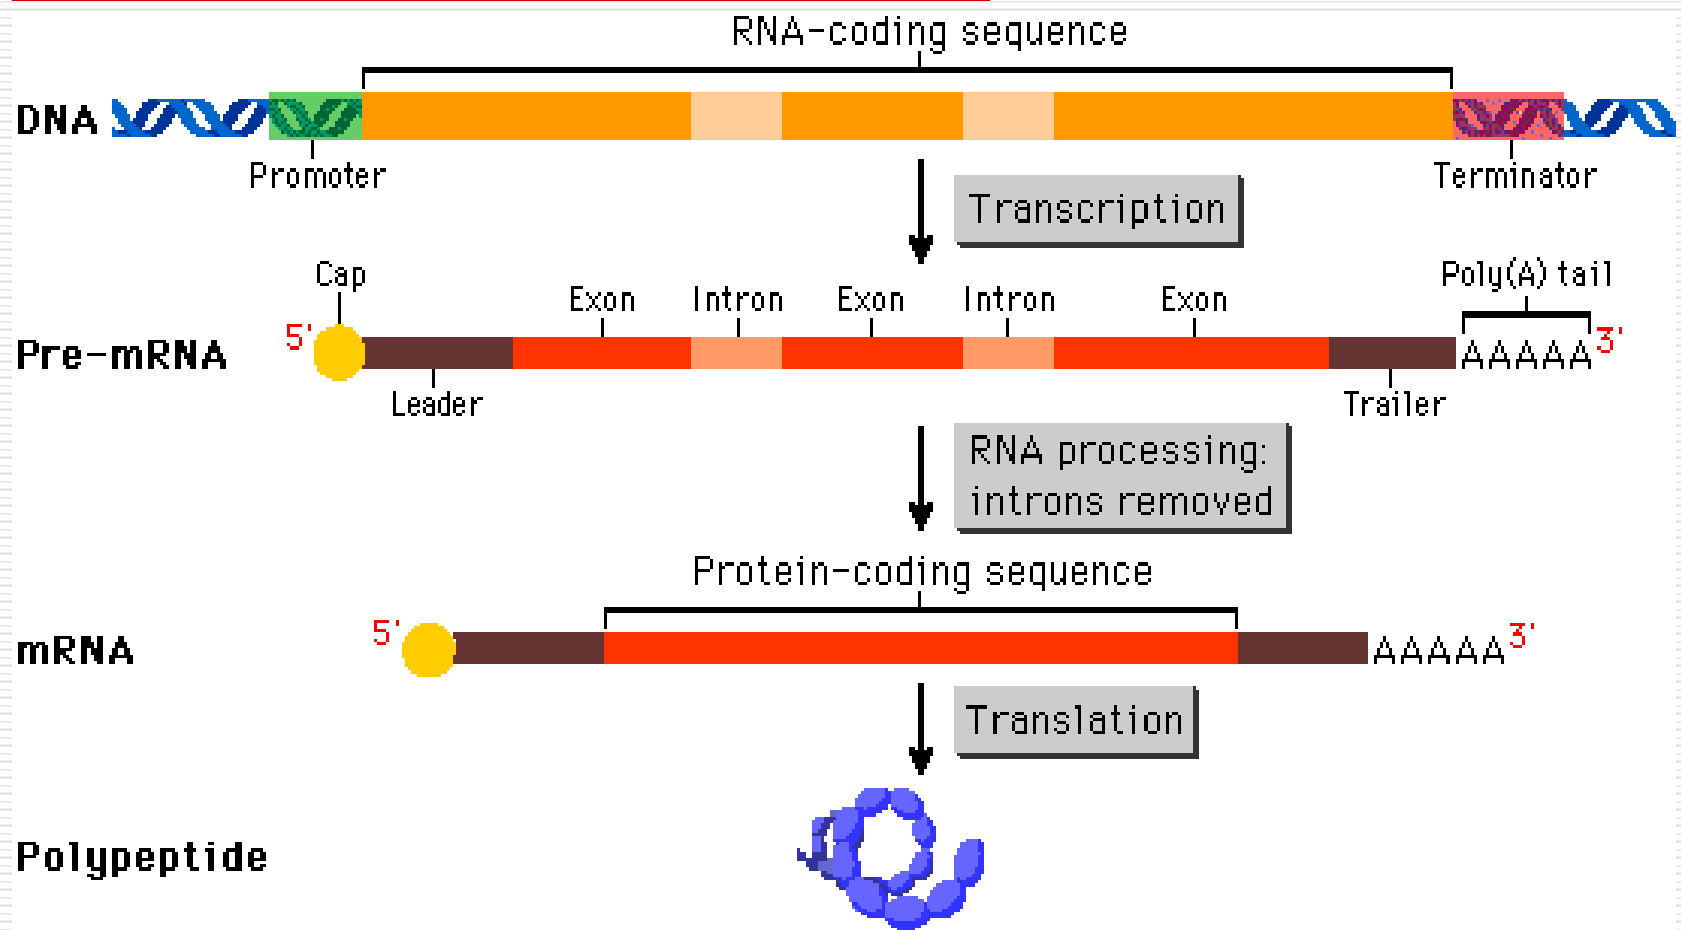 RNA-coding sequence
DNA
Promoter
Terminator
Transcription
Cap
Poly(A) tail
Exon Intron Exon Intron Exon
5' 3'
Pre-mRNA
AAAAA
Leader
Trailer
RNA processing:
introns removed
Protein-coding sequence
5' 3'
mRNA
AAAAA
Translation
Polypeptide